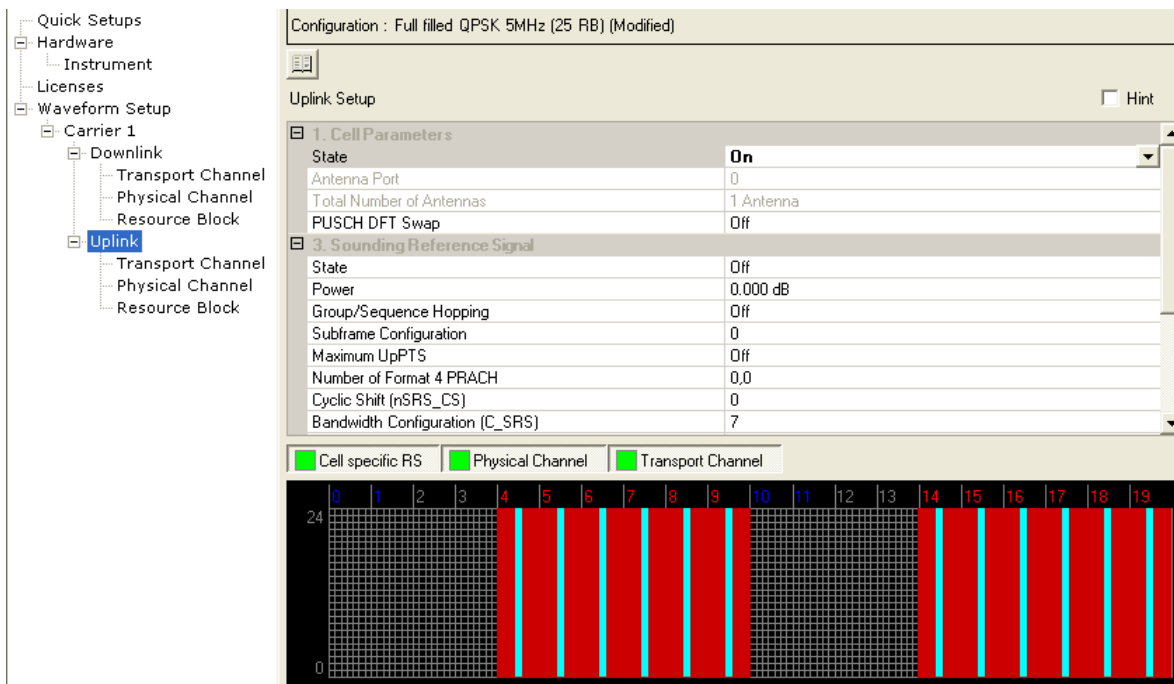 Quick Setups
Hardware
Instrument
Licenses
Waveform Setup
Carrier 1
Downlink
Transport Channel
Physical Channel
Resource Block
Uplink
Transport Channel
Physical Channel
Resource Block
Configuration : Full filled QPSK 5MHz (25 RB) (Modified)
Uplink Setup Hint
1. Cell Parameters
State On
Antenna Port 0
Total Number of Antennas 1 Antenna
PUSCH DFT Swap Off
3. Sounding Reference Signal
State Off
Power 0.000 dB
Group/Sequence Hopping Off
Subframe Configuration 0
Maximum UpPTS Off
Number of Format 4 PRACH 0,0
Cyclic Shift (nSRS_CS) 0
Bandwidth Configuration (C_SRS) 7
Cell specific RS Physical Channel Transport Channel
0 1 2 3 4 5 6 7 8 9 10 11 12 13 14 15 16 17 18 19
24
0